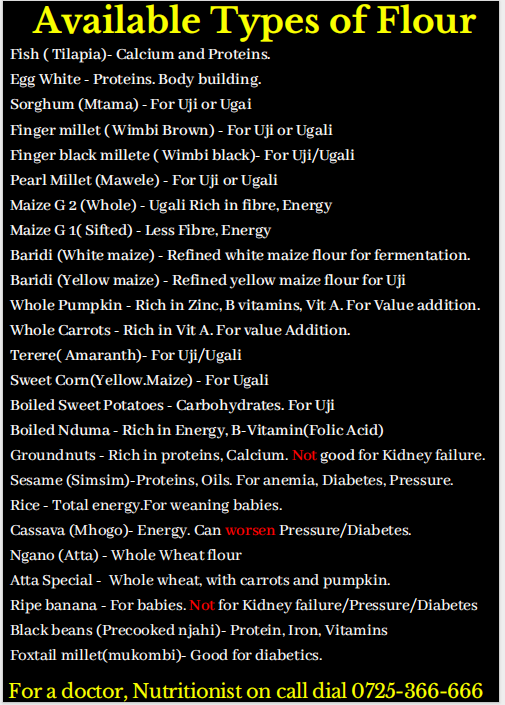 Available Types of Flour
Fish ( Tilapia)- Calcium and Proteins.
Egg White - Proteins. Body building.
Sorghum (Mtama) - For Uji or Ugai
Finger millet ( Wimbi Brown) - For Uji or Ugali
Finger black millete ( Wimbi black)- For Uji/Ugali
Pearl Millet (Mawele) - For Uji or Ugali
Maize G 2 (Whole) - Ugali Rich in fibre, Energy
Maize G 1( Sifted) - Less Fibre, Energy
Baridi (White maize) - Refined white maize flour for fermentation.
Baridi (Yellow maize) - Refined yellow maize flour for Uji
Whole Pumpkin - Rich in Zinc, B vitamins, Vit A. For Value addition.
Whole Carrots - Rich in Vit A. For value Addition.
Terere( Amaranth)- For Uji/Ugali
Sweet Corn(Yellow.Maize) - For Ugali
Boiled Sweet Potatoes - Carbohydrates. For Uji
Boiled Nduma - Rich in Energy, B-Vitamin(Folic Acid)
Groundnuts - Rich in proteins, Calcium. Not good for Kidney failure.
Sesame (Simsim)-Proteins, Oils. For anemia, Diabetes, Pressure.
Rice - Total energy.For weaning babies.
Cassava (Mhogo)- Energy. Can worsen Pressure/Diabetes.
Ngano (Atta) - Whole Wheat flour
Atta Special -  Whole wheat, with carrots and pumpkin.
Ripe banana - For babies. Not for Kidney failure/Pressure/Diabetes
Black beans (Precooked njahi)- Protein, Iron, Vitamins
Foxtail millet(mukombi)- Good for diabetics.
For a doctor, Nutritionist on call dial 0725-366-666